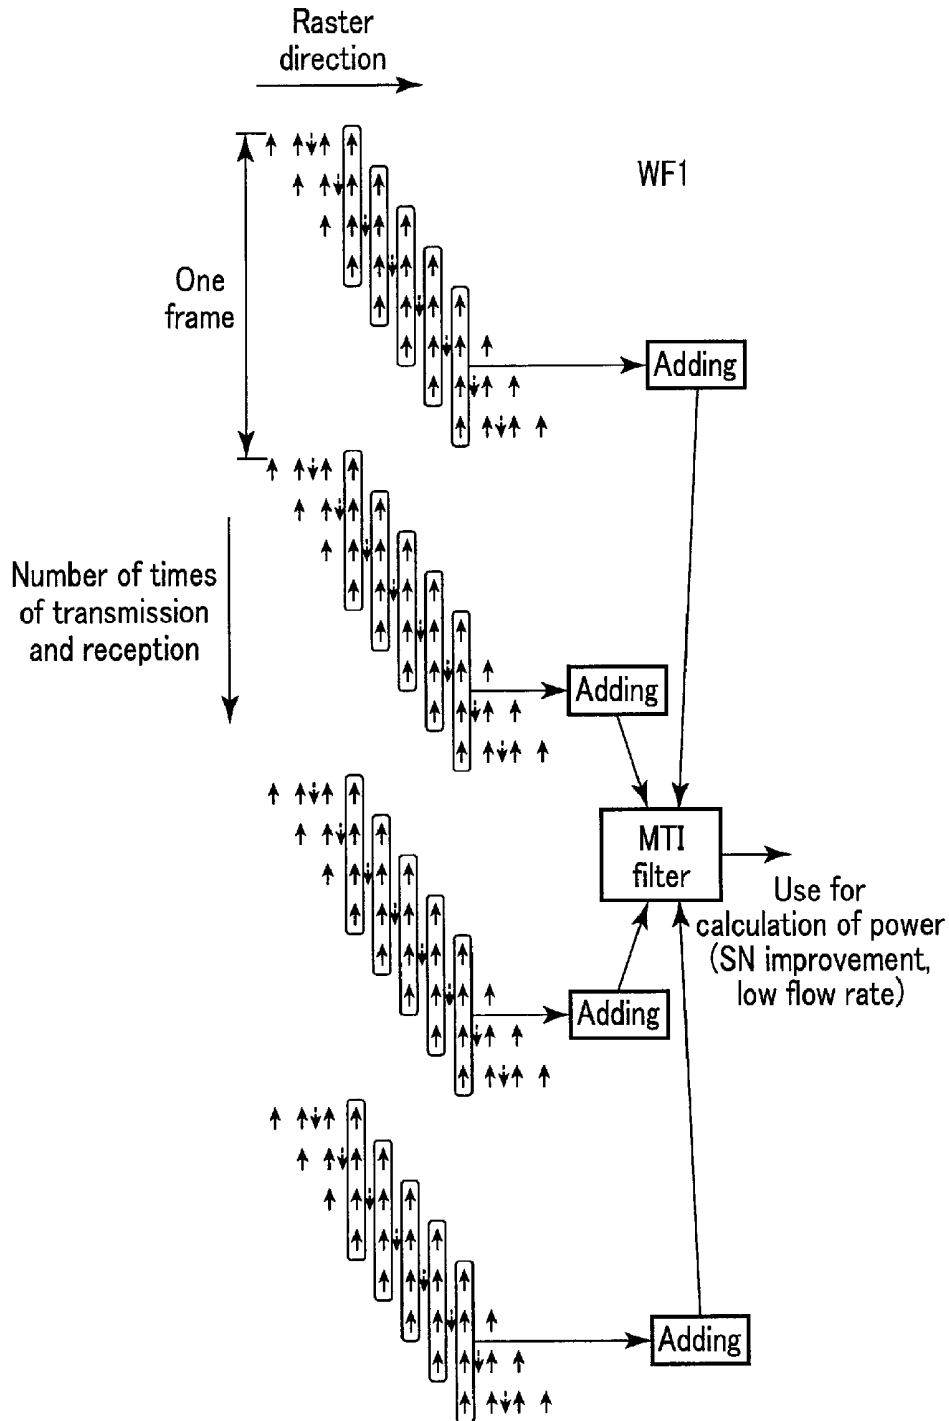 Raster
direction
WF1
One
frame
Adding
Number of times
of transmission
and reception
Adding
MTI
filter
Use for
calculation of power
(SN improvement,
low flow rate)
Adding
Adding